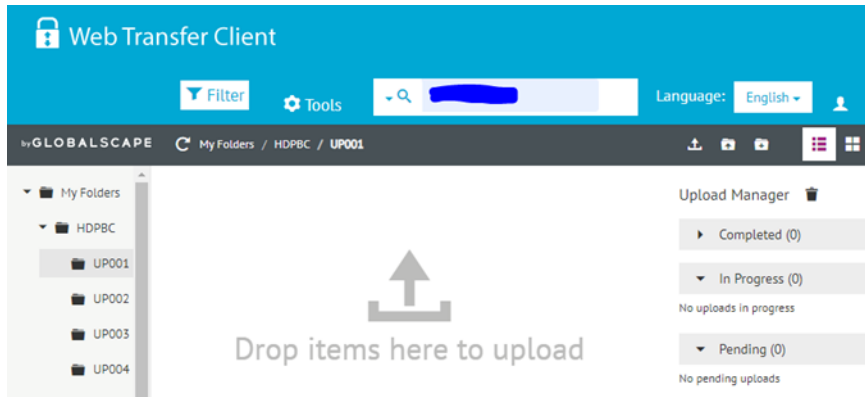 Web Transfer Client
Filter
Tools
Language:
English
by GLOBALSCAPE
My Folders / HDPBC / UP001
My Folders
HDPBC
UP001
UP002
UP003
UP004
Drop items here to upload
Upload Manager
Completed (0)
In Progress (0)
No uploads in progress
Pending (0)
No pending uploads